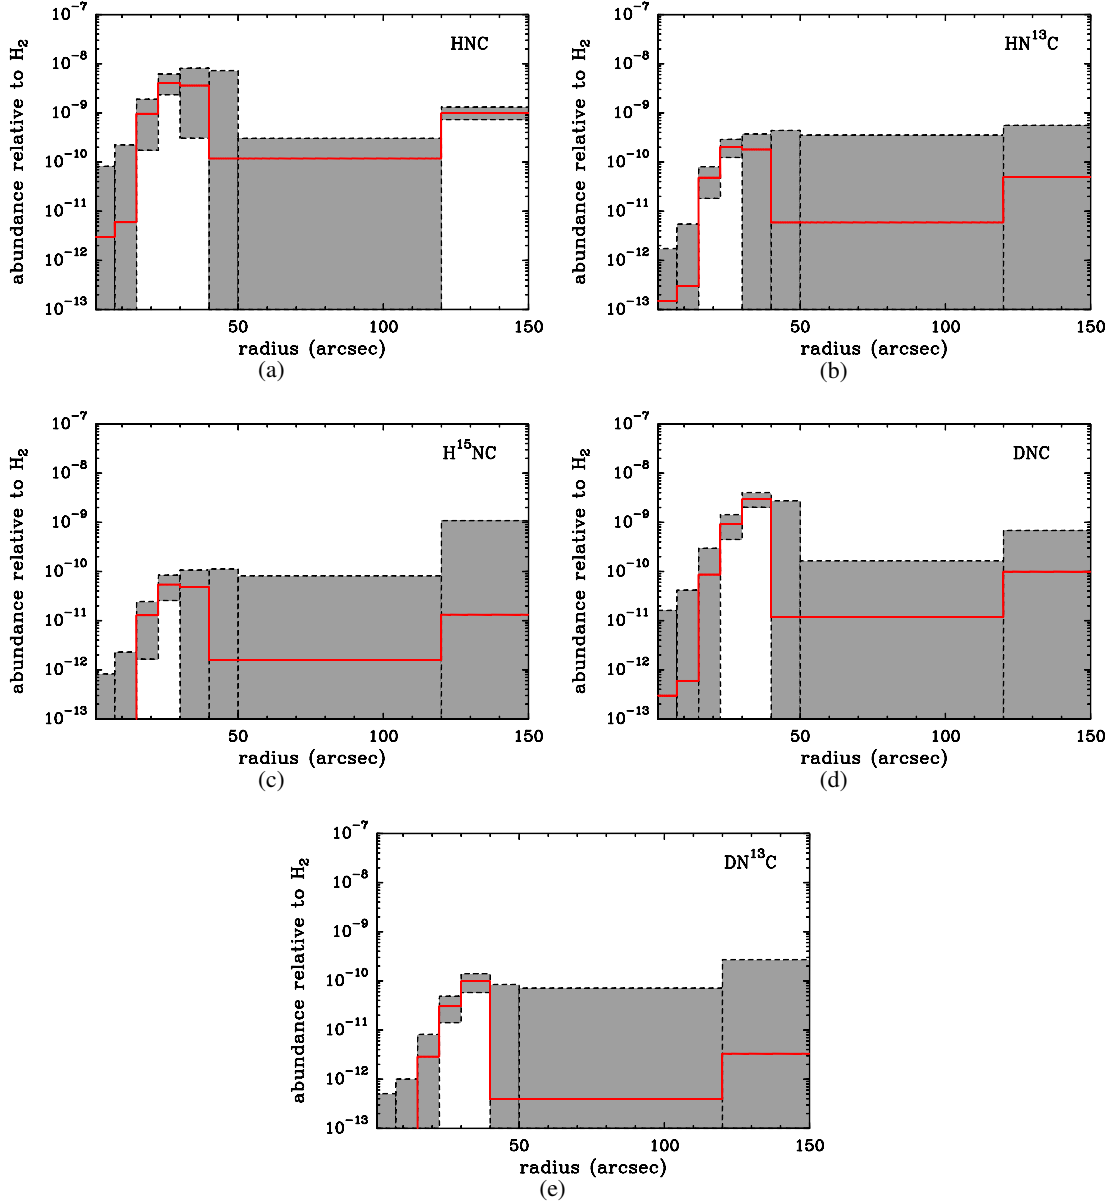 10⁻⁷
10⁻⁸
10⁻⁹
10⁻¹⁰
10⁻¹¹
10⁻¹²
10⁻¹³
abundance relative to H₂
HNC
50
100
150
radius (arcsec)
(a)
10⁻⁷
10⁻⁸
10⁻⁹
10⁻¹⁰
10⁻¹¹
10⁻¹²
10⁻¹³
abundance relative to H₂
HN¹³C
50
100
150
radius (arcsec)
(b)
10⁻⁷
10⁻⁸
10⁻⁹
10⁻¹⁰
10⁻¹¹
10⁻¹²
10⁻¹³
abundance relative to H₂
H¹⁵NC
50
100
150
radius (arcsec)
(c)
10⁻⁷
10⁻⁸
10⁻⁹
10⁻¹⁰
10⁻¹¹
10⁻¹²
10⁻¹³
abundance relative to H₂
DNC
50
100
150
radius (arcsec)
(d)
10⁻⁷
10⁻⁸
10⁻⁹
10⁻¹⁰
10⁻¹¹
10⁻¹²
10⁻¹³
abundance relative to H₂
DN¹³C
50
100
150
radius (arcsec)
(e)